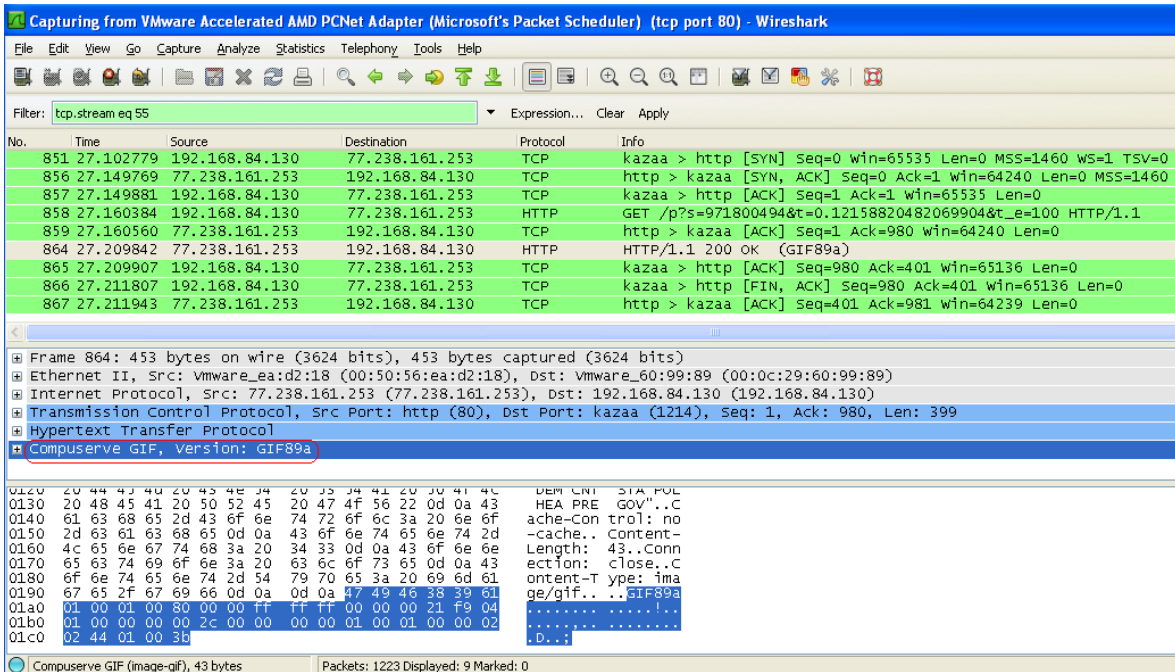 Capturing from VMware Accelerated AMD PCNet Adapter (Microsoft's Packet Scheduler) (tcp port 80) - Wireshark
File Edit View Go Capture Analyze Statistics Telephony Tools Help
Filter: tcp.stream eq 55 Expression... Clear Apply
No. Time Source Destination Protocol Info
851 27.102779 192.168.84.130 77.238.161.253 TCP kazaa > http [SYN] Seq=0 Win=65535 Len=0 MSS=1460 WS=1 TSV=0
856 27.149769 77.238.161.253 192.168.84.130 TCP http > kazaa [SYN, ACK] Seq=0 Ack=1 Win=64240 Len=0 MSS=1460
857 27.149881 192.168.84.130 77.238.161.253 TCP kazaa > http [ACK] Seq=1 Ack=1 Win=65535 Len=0
858 27.160384 192.168.84.130 77.238.161.253 HTTP GET /p?s=971800494&t=0.12158820482069904&t_e=100 HTTP/1.1
859 27.160560 77.238.161.253 192.168.84.130 TCP http > kazaa [ACK] Seq=1 Ack=980 Win=64240 Len=0
864 27.209842 77.238.161.253 192.168.84.130 HTTP HTTP/1.1 200 OK (GIF89a)
865 27.209907 192.168.84.130 77.238.161.253 TCP kazaa > http [ACK] Seq=980 Ack=401 Win=65136 Len=0
866 27.211807 192.168.84.130 77.238.161.253 TCP kazaa > http [FIN, ACK] Seq=980 Ack=401 Win=65136 Len=0
867 27.211943 77.238.161.253 192.168.84.130 TCP http > kazaa [ACK] Seq=401 Ack=981 Win=64239 Len=0
Frame 864: 453 bytes on wire (3624 bits), 453 bytes captured (3624 bits)
Ethernet II, Src: Vmware_ea:d2:18 (00:50:56:ea:d2:18), Dst: Vmware_60:99:89 (00:0c:29:60:99:89)
Internet Protocol, Src: 77.238.161.253 (77.238.161.253), Dst: 192.168.84.130 (192.168.84.130)
Transmission Control Protocol, Src Port: http (80), Dst Port: kazaa (1214), Seq: 1, Ack: 980, Len: 399
Hypertext Transfer Protocol
Compuserve GIF, Version: GIF89a
0120 20 44 45 4d 20 43 4e 54 20 53 54 41 20 50 4f 4c DEM CNT STA POL
0130 20 48 45 41 20 50 52 45 20 47 4f 56 22 0d 0a 43 HEA PRE GOV"..C
0140 61 63 68 65 2d 43 6f 6e 74 72 6f 6c 3a 20 6e 6f ache-Con trol: no
0150 2d 63 61 63 68 65 0d 0a 43 6f 6e 74 65 6e 74 2d -cache.. Content-
0160 4c 65 6e 67 74 68 3a 20 34 33 0d 0a 43 6f 6e 6e Length: 43..Conn
0170 65 63 74 69 6f 6e 3a 20 63 6c 6f 73 65 0d 0a 43 ection: close..C
0180 6f 6e 74 65 6e 74 2d 54 79 70 65 3a 20 69 6d 61 ontent-T ype: ima
0190 67 65 2f 67 69 66 0d 0a 0d 0a 47 49 46 38 39 61 ge/gif.. ..GIF89a
01a0 01 00 01 00 80 00 00 ff ff ff 00 00 00 21 f9 04 ........ .....!..
01b0 01 00 00 00 00 2c 00 00 00 00 01 00 01 00 00 02 .....,.. ........
01c0 02 44 01 00 3b .D..;
Compuserve GIF (image-gif), 43 bytes Packets: 1223 Displayed: 9 Marked: 0